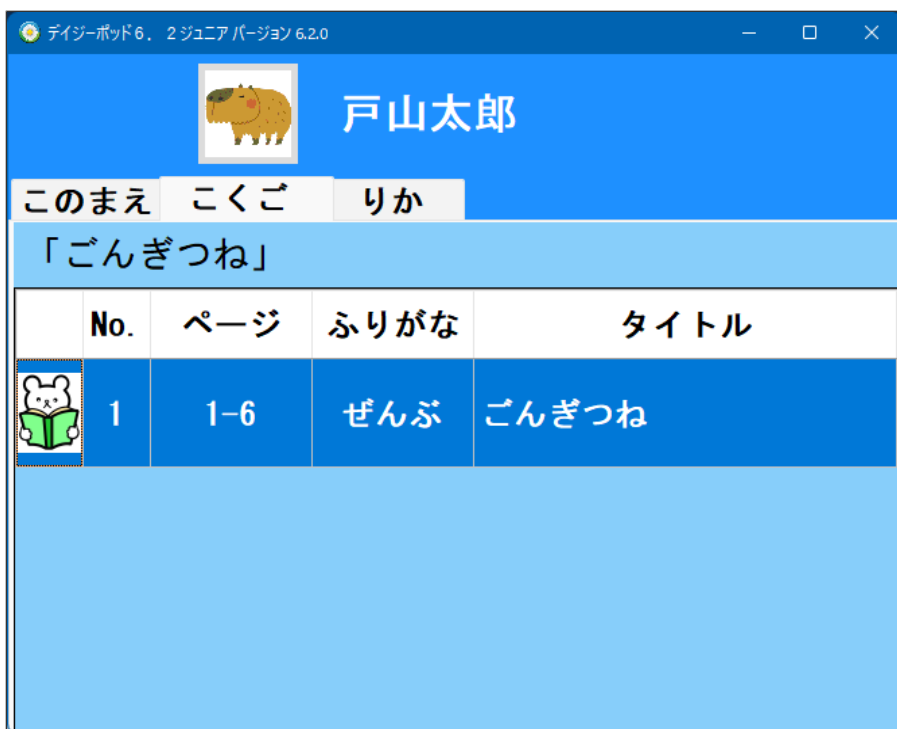 デイジーポッド6．2ジュニア バージョン 6.2.0
戸山太郎
このまえ こくご りか
「ごんぎつね」
No. ページ ふりがな タイトル
1 1-6 ぜんぶ ごんぎつね